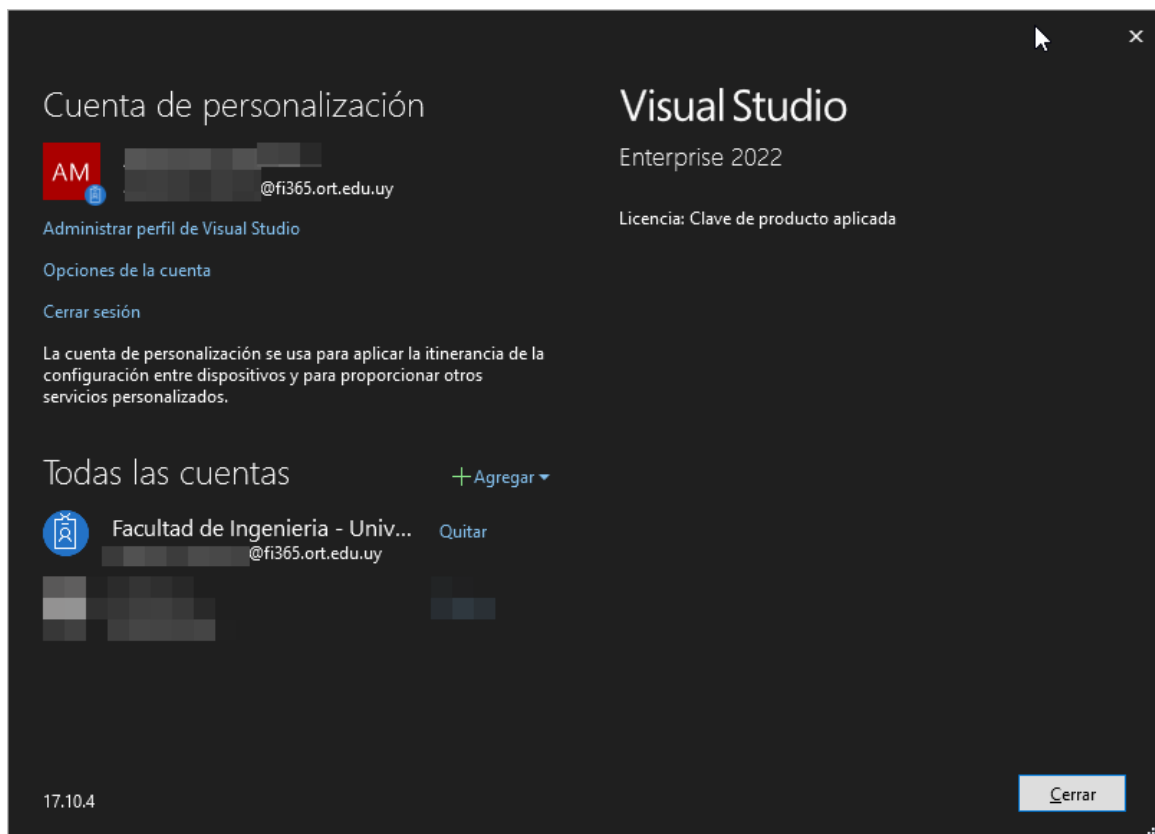 Cuenta de personalización
AM
@fi365.ort.edu.uy
Administrar perfil de Visual Studio
Opciones de la cuenta
Cerrar sesión
La cuenta de personalización se usa para aplicar la itinerancia de la
configuración entre dispositivos y para proporcionar otros
servicios personalizados.
Todas las cuentas
Agregar
Facultad de Ingenieria - Univ...
Quitar
@fi365.ort.edu.uy
17.10.4
Visual Studio
Enterprise 2022
Licencia: Clave de producto aplicada
Cerrar